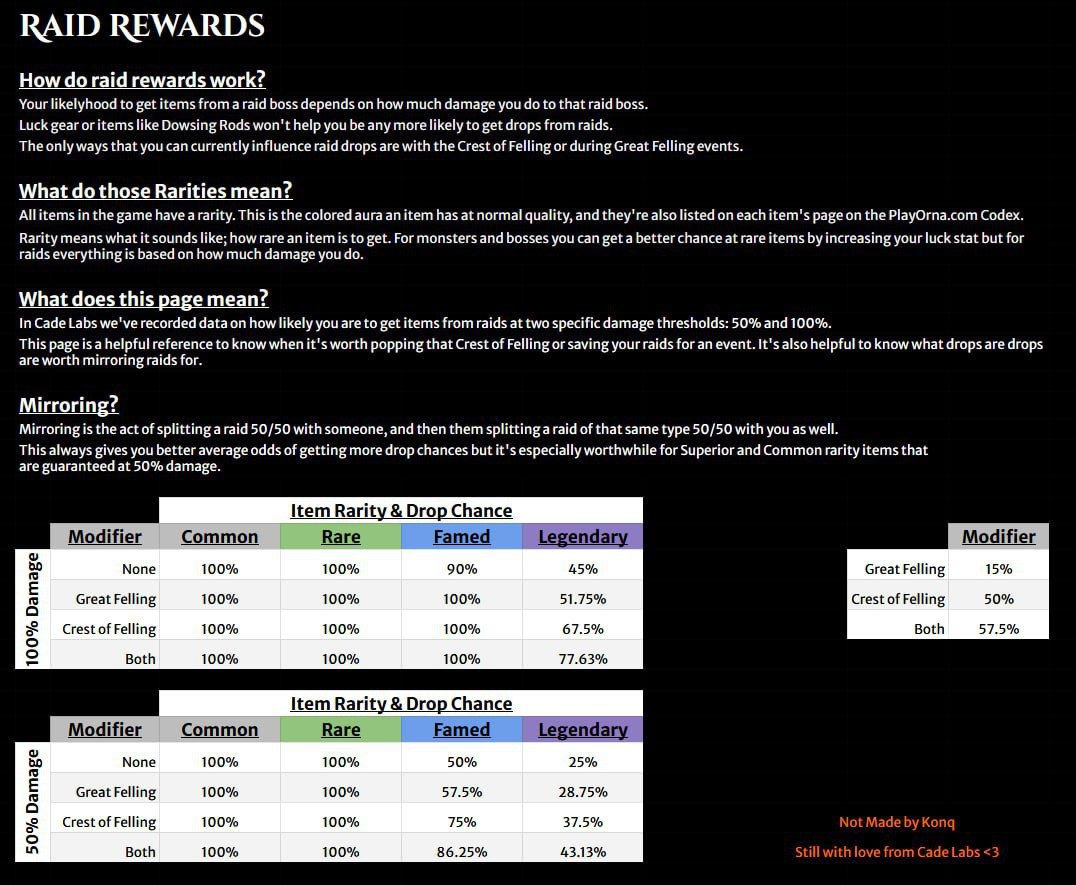 RAID REWARDS
How do raid rewards work?
Your likelyhood to get items from a raid boss depends on how much damage you do to that raid boss.
Luck gear or items like Dowsing Rods won't help you be any more likely to get drops from raids.
The only ways that you can currently influence raid drops are with the Crest of Felling or during Great Felling events.
What do those Rarities mean?
All items in the game have a rarity. This is the colored aura an item has at normal quality, and they're also listed on each item's page on the PlayOrna.com Codex.
Rarity means what it sounds like; how rare an item is to get. For monsters and bosses you can get a better chance at rare items by increasing your luck stat but for
raids everything is based on how much damage you do.
What does this page mean?
In Cade Labs we've recorded data on how likely you are to get items from raids at two specific damage thresholds: 50% and 100%.
This page is a helpful reference to know when it's worth popping that Crest of Felling or saving your raids for an event. It's also helpful to know what drops are drops
are worth mirroring raids for.
Mirroring?
Mirroring is the act of splitting a raid 50/50 with someone, and then them splitting a raid of that same type 50/50 with you as well.
This always gives you better average odds of getting more drop chances but it's especially worthwhile for Superior and Common rarity items that
are guaranteed at 50% damage.
Item Rarity & Drop Chance
Modifier Common Rare Famed Legendary
100% Damage
None 100% 100% 90% 45%
Great Felling 100% 100% 100% 51.75%
Crest of Felling 100% 100% 100% 67.5%
Both 100% 100% 100% 77.63%
Modifier
Great Felling 15%
Crest of Felling 50%
Both 57.5%
Item Rarity & Drop Chance
Modifier Common Rare Famed Legendary
50% Damage
None 100% 100% 50% 25%
Great Felling 100% 100% 57.5% 28.75%
Crest of Felling 100% 100% 75% 37.5%
Both 100% 100% 86.25% 43.13%
Not Made by Konq
Still with love from Cade Labs <3